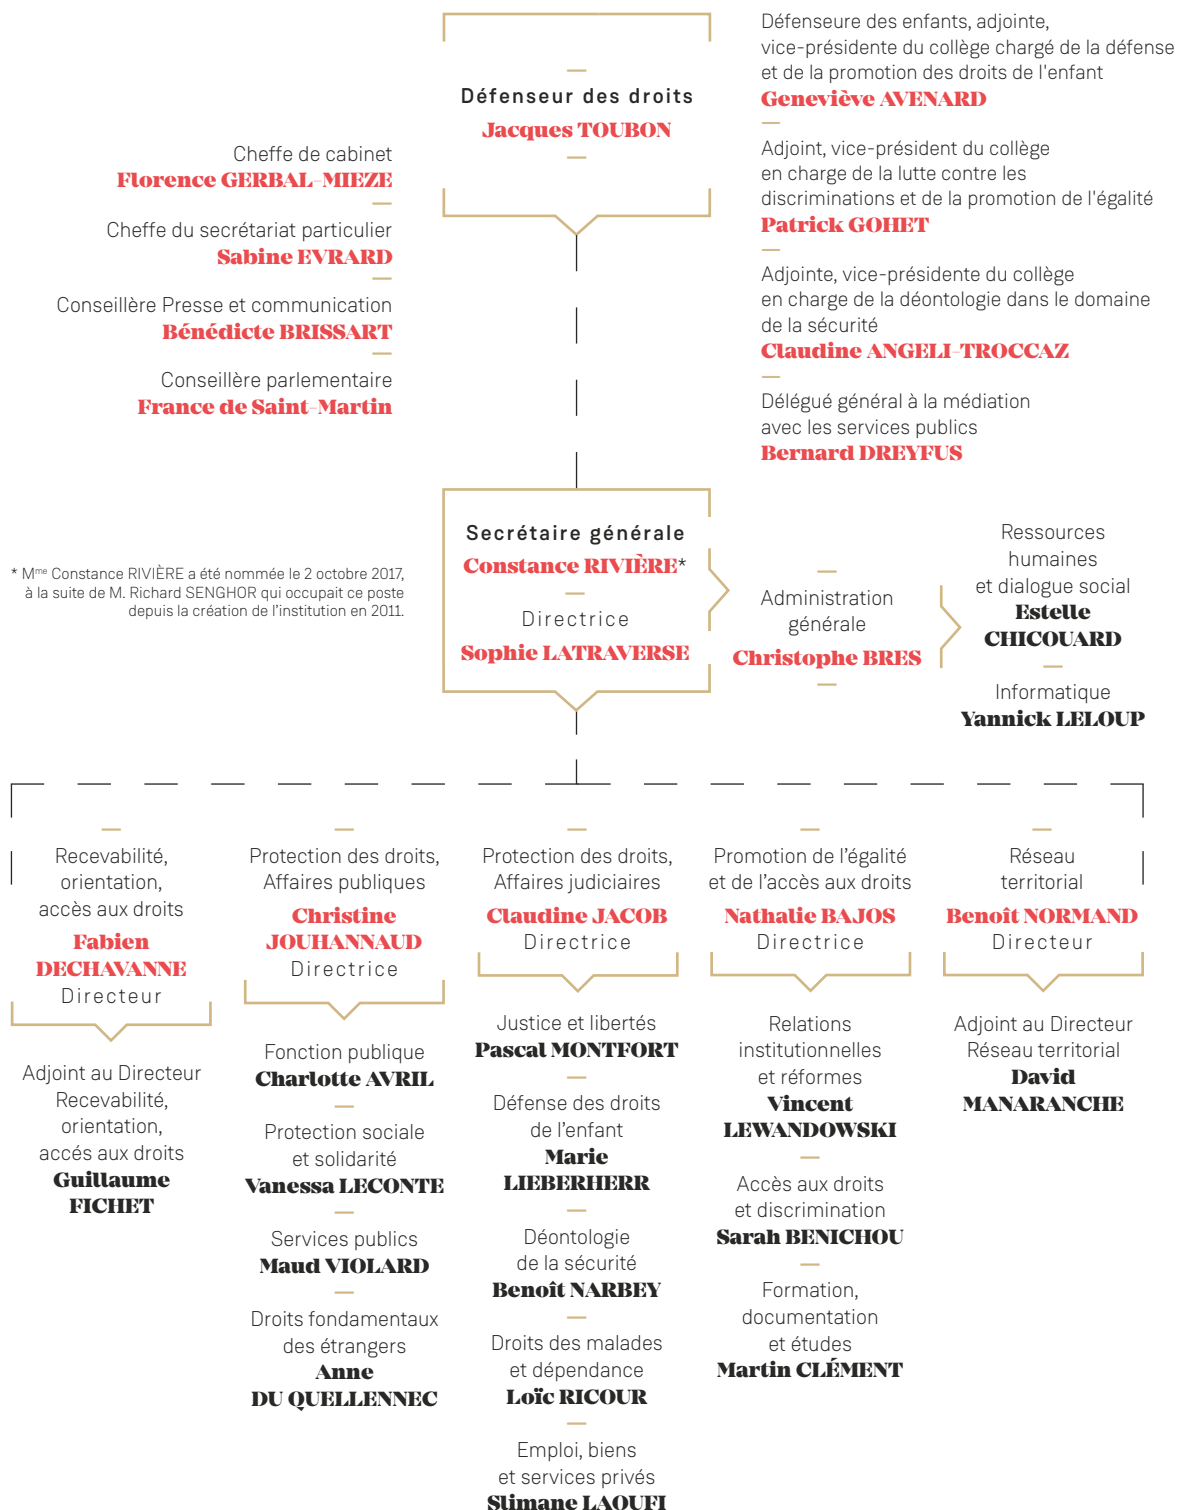 Défenseur des droits
Jacques TOUBON
Cheffe de cabinet
Florence GERBAL-MIEZE
Cheffe du secrétariat particulier
Sabine EVRARD
Conseillère Presse et communication
Bénédicte BRISSART
Conseillère parlementaire
France de Saint-Martin
Défenseure des enfants, adjointe,
vice-présidente du collège chargé de la défense
et de la promotion des droits de l'enfant
Geneviève AVENARD
Adjoint, vice-président du collège
en charge de la lutte contre les
discriminations et de la promotion de l'égalité
Patrick GOHET
Adjointe, vice-présidente du collège
en charge de la déontologie dans le domaine
de la sécurité
Claudine ANGELI-TROCCAZ
Délégué général à la médiation
avec les services publics
Bernard DREYFUS
* Mme Constance RIVIÈRE a été nommée le 2 octobre 2017,
à la suite de M. Richard SENGHOR qui occupait ce poste
depuis la création de l'institution en 2011.
Secrétaire générale
Constance RIVIÈRE*
Directrice
Sophie LATRAVERSE
Administration
générale
Christophe BRES
Ressources
humaines
et dialogue social
Estelle
CHICOUARD
Informatique
Yannick LELOUP
Recevabilité,
orientation,
accès aux droits
Fabien
DECHAVANNE
Directeur
Adjoint au Directeur
Recevabilité,
orientation,
accés aux droits
Guillaume
FICHET
Protection des droits,
Affaires publiques
Christine
JOUHANNAUD
Directrice
Fonction publique
Charlotte AVRIL
Protection sociale
et solidarité
Vanessa LECONTE
Services publics
Maud VIOLARD
Droits fondamentaux
des étrangers
Anne
DU QUELLENNEC
Protection des droits,
Affaires judiciaires
Claudine JACOB
Directrice
Justice et libertés
Pascal MONTFORT
Défense des droits
de l'enfant
Marie
LIEBERHERR
Déontologie
de la sécurité
Benoît NARBEY
Droits des malades
et dépendance
Loïc RICOUR
Emploi, biens
et services privés
Slimane LAOUFI
Promotion de l'égalité
et de l'accès aux droits
Nathalie BAJOS
Directrice
Relations
institutionnelles
et réformes
Vincent
LEWANDOWSKI
Accès aux droits
et discrimination
Sarah BENICHOU
Formation,
documentation
et études
Martin CLÉMENT
Réseau
territorial
Benoît NORMAND
Directeur
Adjoint au Directeur
Réseau territorial
David
MANARANCHE